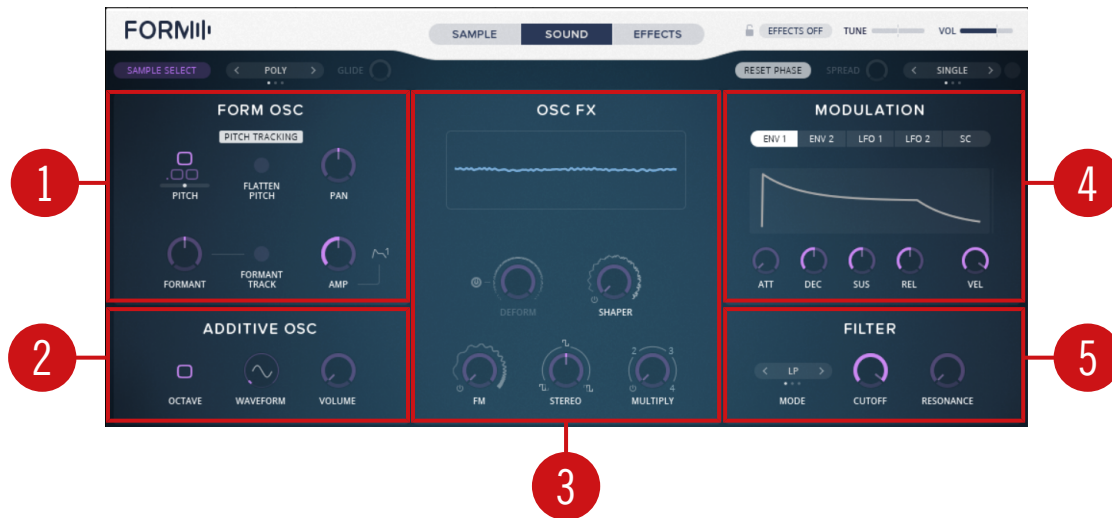 FORM
SAMPLE SOUND EFFECTS
EFFECTS OFF TUNE VOL
SAMPLE SELECT < POLY > GLIDE
RESET PHASE SPREAD < SINGLE >
FORM OSC
PITCH TRACKING
PITCH
FLATTEN
PITCH
PAN
FORMANT
FORMANT
TRACK
AMP
1
1
ADDITIVE OSC
OCTAVE WAVEFORM VOLUME
2
OSC FX
DEFORM SHAPER
2 3
4
FM STEREO MULTIPLY
3
MODULATION
ENV 1 ENV 2 LFO 1 LFO 2 SC
ATT DEC SUS REL VEL
4
FILTER
< LP >
MODE CUTOFF RESONANCE
5